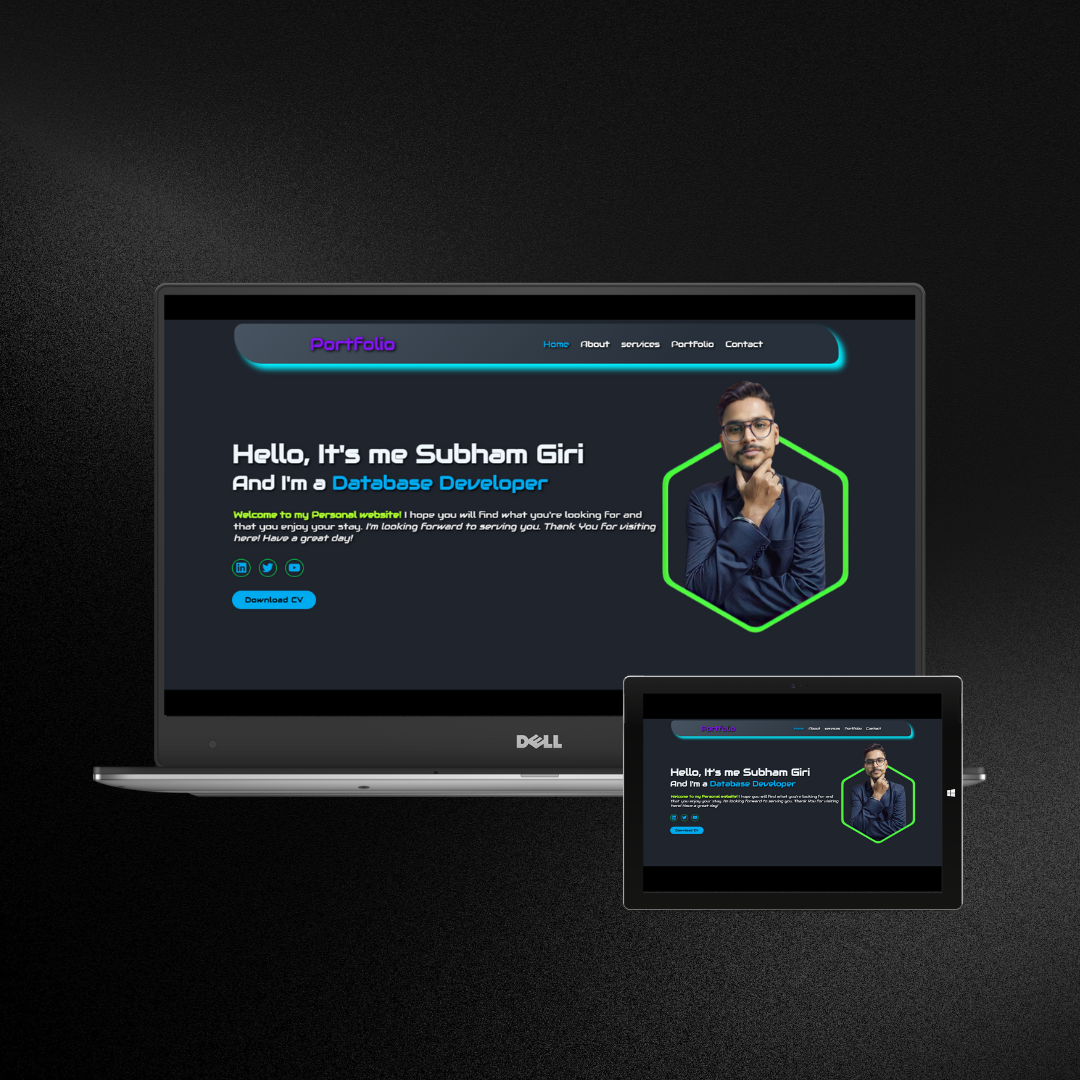 Portfolio
Home About services Portfolio Contact
Hello, It's me Subham Giri
And I'm a Database Developer
Welcome to my Personal website! I hope you will find what you're looking for and
that you enjoy your stay. I'm looking forward to serving you. Thank You for visiting
here! Have a great day!
Download CV
DELL
Portfolio
Home About services Portfolio Contact
Hello, It's me Subham Giri
And I'm a Database Developer
Welcome to my Personal website! I hope you will find what you're looking for and
that you enjoy your stay. I'm looking forward to serving you. Thank You for visiting
here! Have a great day!
Download CV